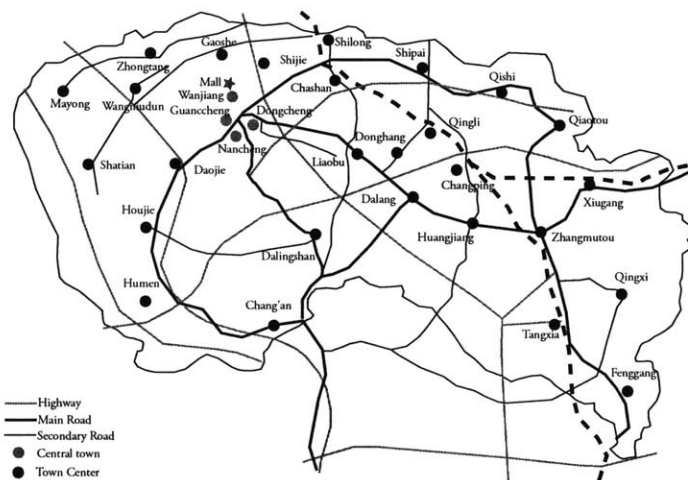 Shilong
Gaoshe
Shijie
Shipai
Zhongtang
Qishi
Mall
Chashan
Mayong
Wangniudun
Wanjiang
Guanccheng
Dongcheng
Qiaotou
Qingli
Nancheng
Donghang
Liaobu
Shatian
Daojie
Changping
Dalang
Xiugang
Houjie
Huangjiang
Zhangmutou
Dalingshan
Qingxi
Humen
Chang'an
Tangxia
Fenggang
Highway
Main Road
Secondary Road
Central town
Town Center